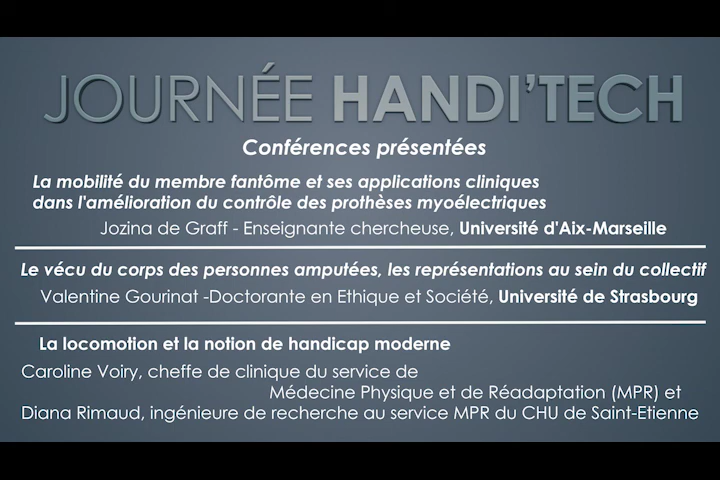 JOURNÉE HANDI'TECH
Conférences présentées
La mobilité du membre fantôme et ses applications cliniques
dans l'amélioration du contrôle des prothèses myoélectriques
Jozina de Graff - Enseignante chercheuse, Université d'Aix-Marseille
Le vécu du corps des personnes amputées, les représentations au sein du collectif
Valentine Gourinat -Doctorante en Ethique et Société, Université de Strasbourg
La locomotion et la notion de handicap moderne
Caroline Voiry, cheffe de clinique du service de
Médecine Physique et de Réadaptation (MPR) et
Diana Rimaud, ingénieure de recherche au service MPR du CHU de Saint-Etienne